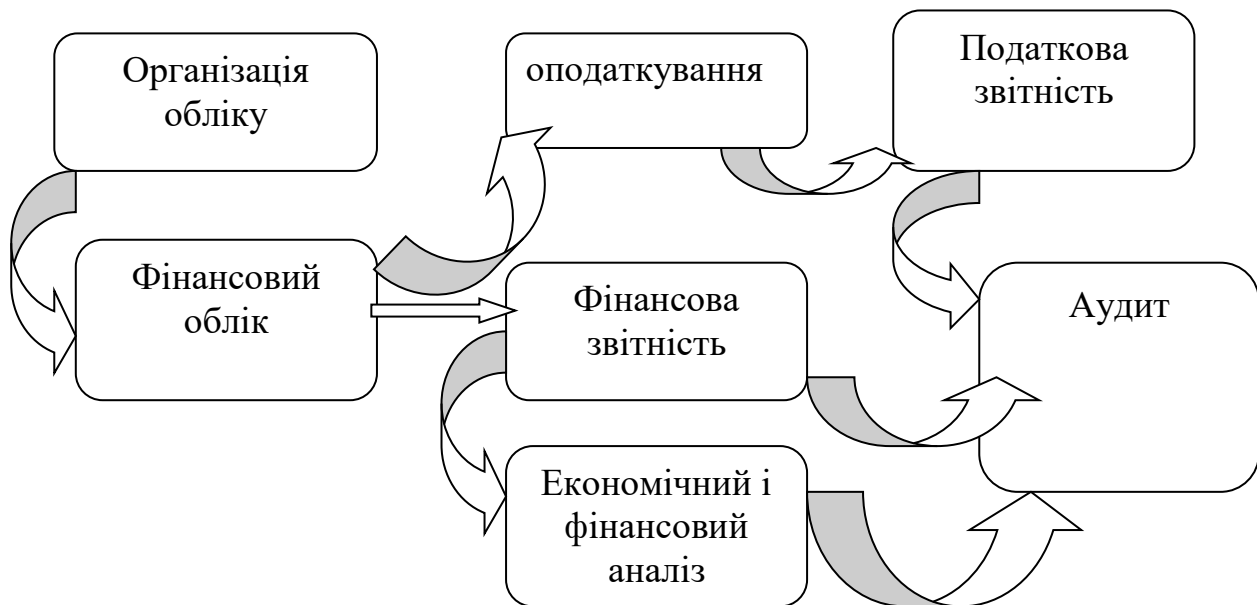 Організація
обліку
оподаткування
Податкова
звітність
Фінансовий
облік
Фінансова
звітність
Аудит
Економічний і
фінансовий
аналіз